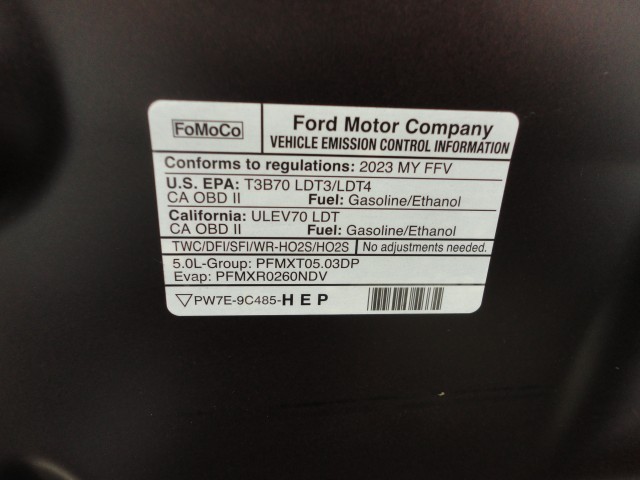 FoMoCo
Ford Motor Company
VEHICLE EMISSION CONTROL INFORMATION
Conforms to regulations: 2023 MY FFV
U.S. EPA: T3B70 LDT3/LDT4
CA OBD II Fuel: Gasoline/Ethanol
California: ULEV70 LDT
CA OBD II Fuel: Gasoline/Ethanol
TWC/DFI/SFI/WR-HO2S/HO2S No adjustments needed.
5.0L-Group: PFMXT05.03DP
Evap: PFMXR0260NDV
PW7E-9C485-HEP